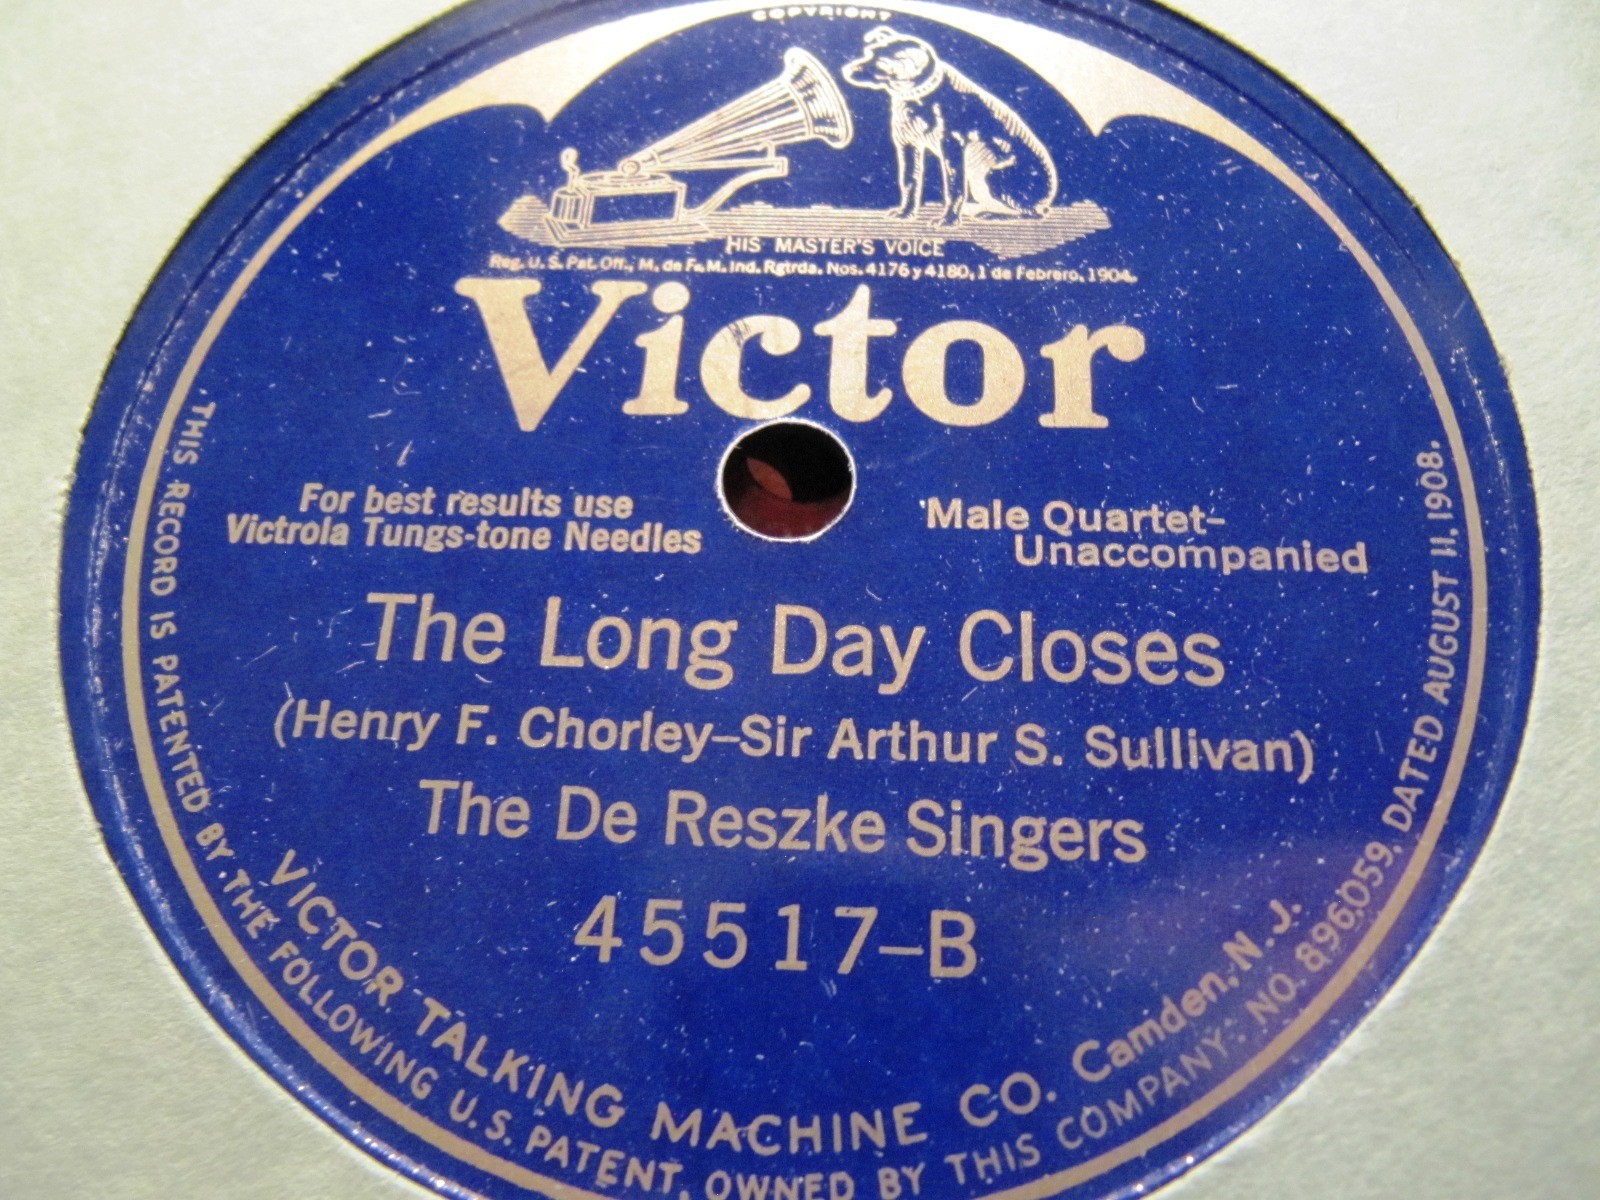 COPYRIGHT
HIS MASTER'S VOICE
Reg. U.S. Pat. Off., M. de F. M. Ind. Rgtrda. Nos. 4176 y 4180, 1 de Febrero, 1904.
Victor
For best results use
Victrola Tungs-tone Needles
Male Quartet-
Unaccompanied
The Long Day Closes
(Henry F. Chorley-Sir Arthur S. Sullivan)
The De Reszke Singers
45517-B
VICTOR TALKING MACHINE CO. Camden, N. J.
THIS RECORD IS PATENTED BY THE FOLLOWING U.S. PATENT, OWNED BY THIS COMPANY: NO. 896,059, DATED AUGUST 11, 1908.